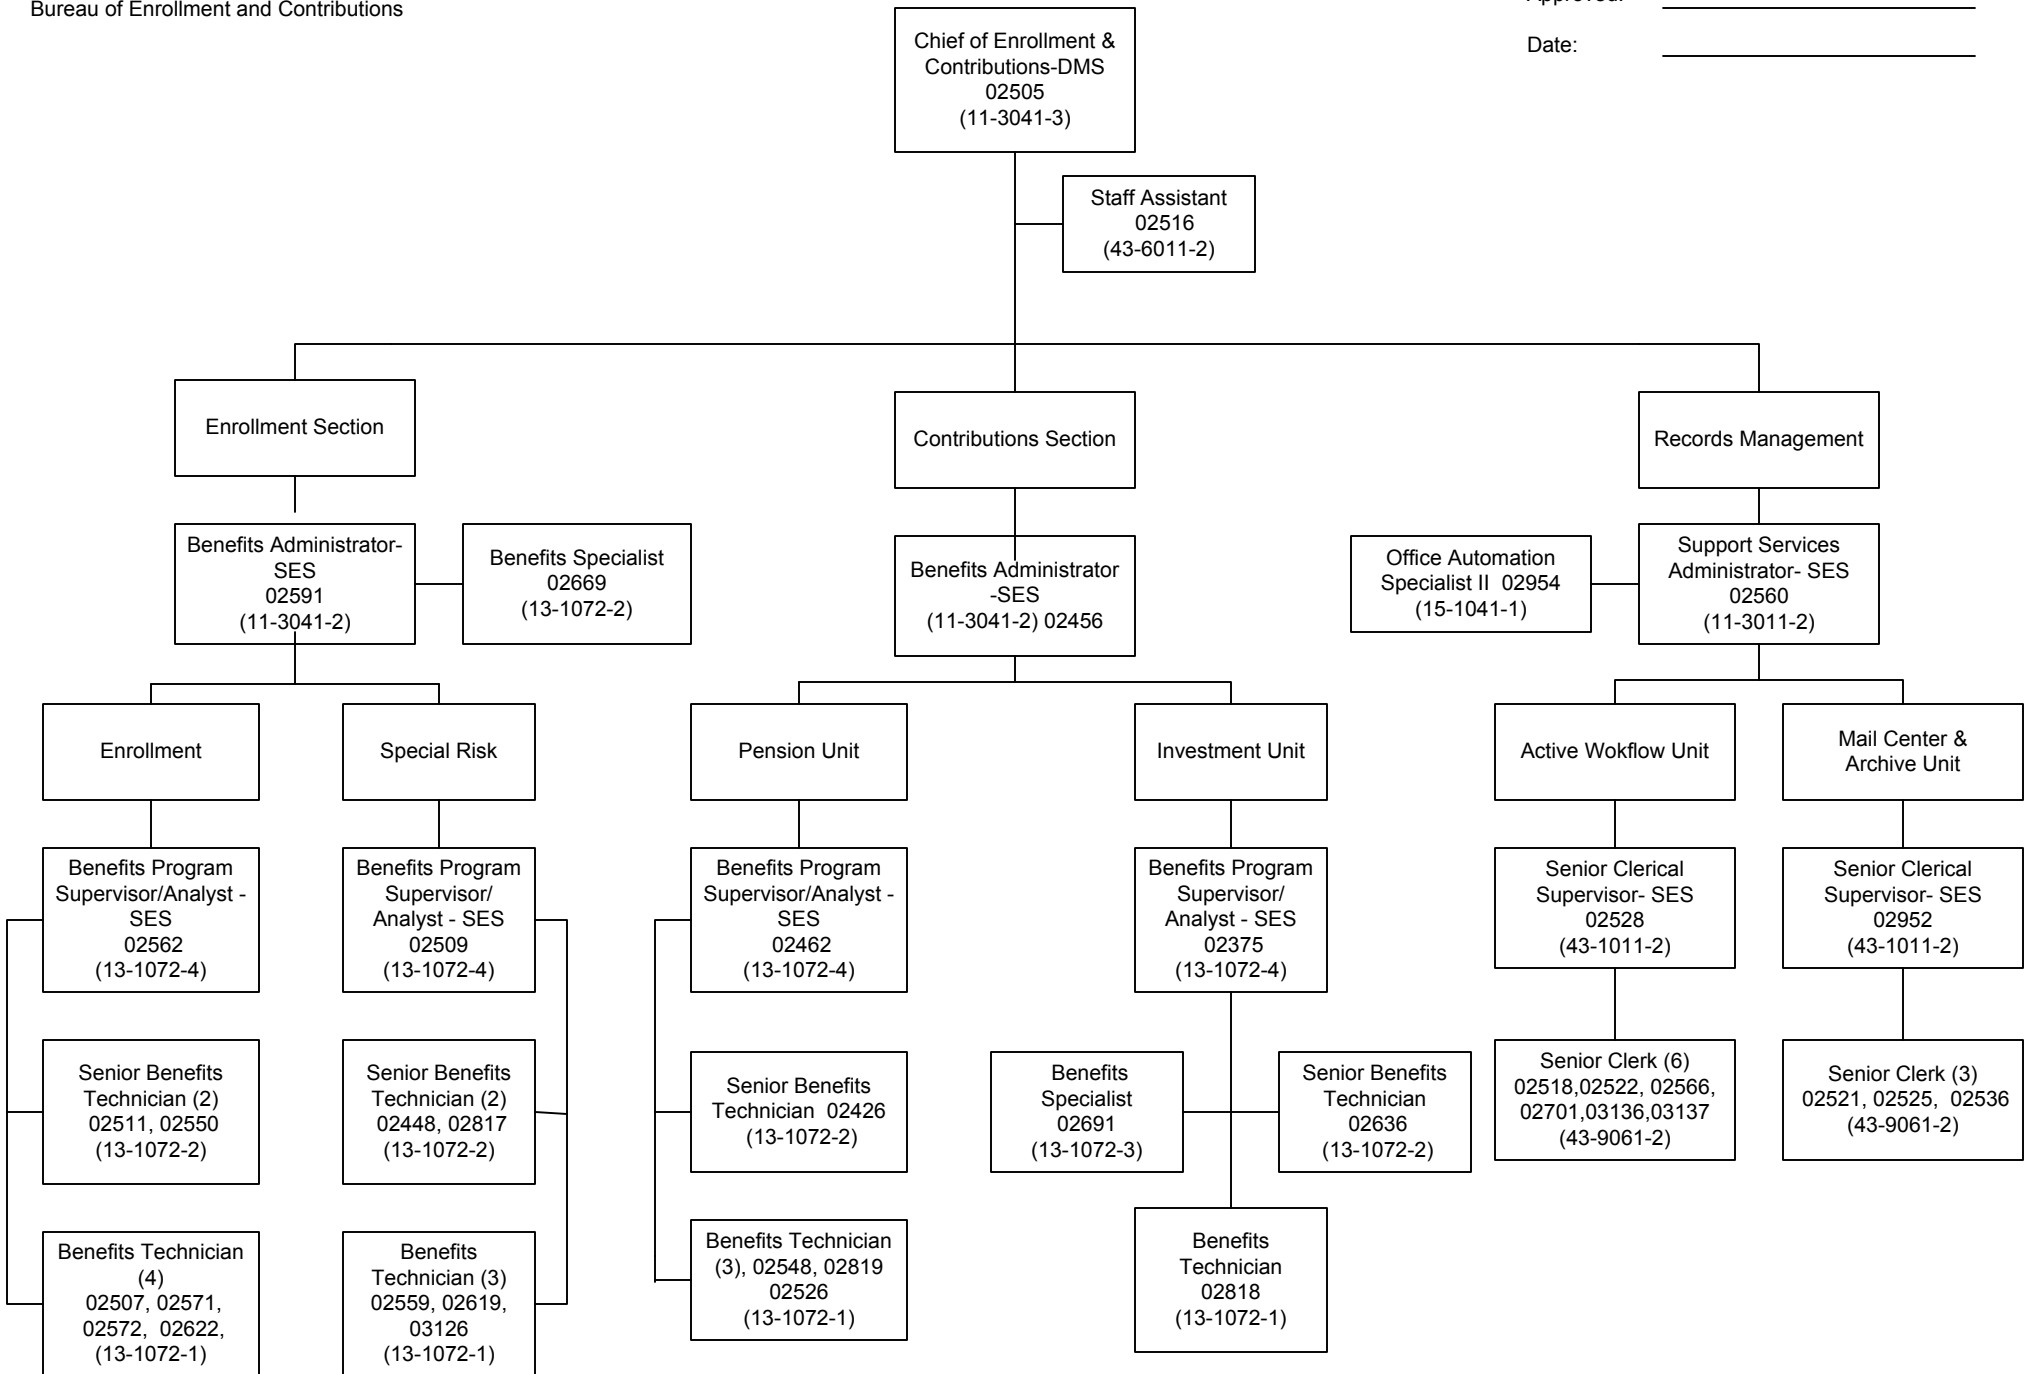 Bureau of Enrollment and Contributions
Approved:
Date:
Chief of Enrollment &
Contributions-DMS
02505
(11-3041-3)
Staff Assistant
02516
(43-6011-2)
Enrollment Section
Contributions Section
Records Management
Benefits Administrator-
SES
02591
(11-3041-2)
Benefits Specialist
02669
(13-1072-2)
Benefits Administrator
-SES
(11-3041-2) 02456
Office Automation
Specialist II 02954
(15-1041-1)
Support Services
Administrator- SES
02560
(11-3011-2)
Enrollment
Special Risk
Pension Unit
Investment Unit
Active Wokflow Unit
Mail Center &
Archive Unit
Benefits Program
Supervisor/Analyst -
SES
02562
(13-1072-4)
Benefits Program
Supervisor/
Analyst - SES
02509
(13-1072-4)
Benefits Program
Supervisor/Analyst -
SES
02462
(13-1072-4)
Benefits Program
Supervisor/
Analyst - SES
02375
(13-1072-4)
Senior Clerical
Supervisor- SES
02528
(43-1011-2)
Senior Clerical
Supervisor- SES
02952
(43-1011-2)
Senior Benefits
Technician (2)
02511, 02550
(13-1072-2)
Senior Benefits
Technician (2)
02448, 02817
(13-1072-2)
Senior Benefits
Technician 02426
(13-1072-2)
Benefits
Specialist
02691
(13-1072-3)
Senior Benefits
Technician
02636
(13-1072-2)
Senior Clerk (6)
02518,02522, 02566,
02701,03136,03137
(43-9061-2)
Senior Clerk (3)
02521, 02525, 02536
(43-9061-2)
Benefits Technician
(4)
02507, 02571,
02572, 02622,
(13-1072-1)
Benefits
Technician (3)
02559, 02619,
03126
(13-1072-1)
Benefits Technician
(3), 02548, 02819
02526
(13-1072-1)
Benefits
Technician
02818
(13-1072-1)